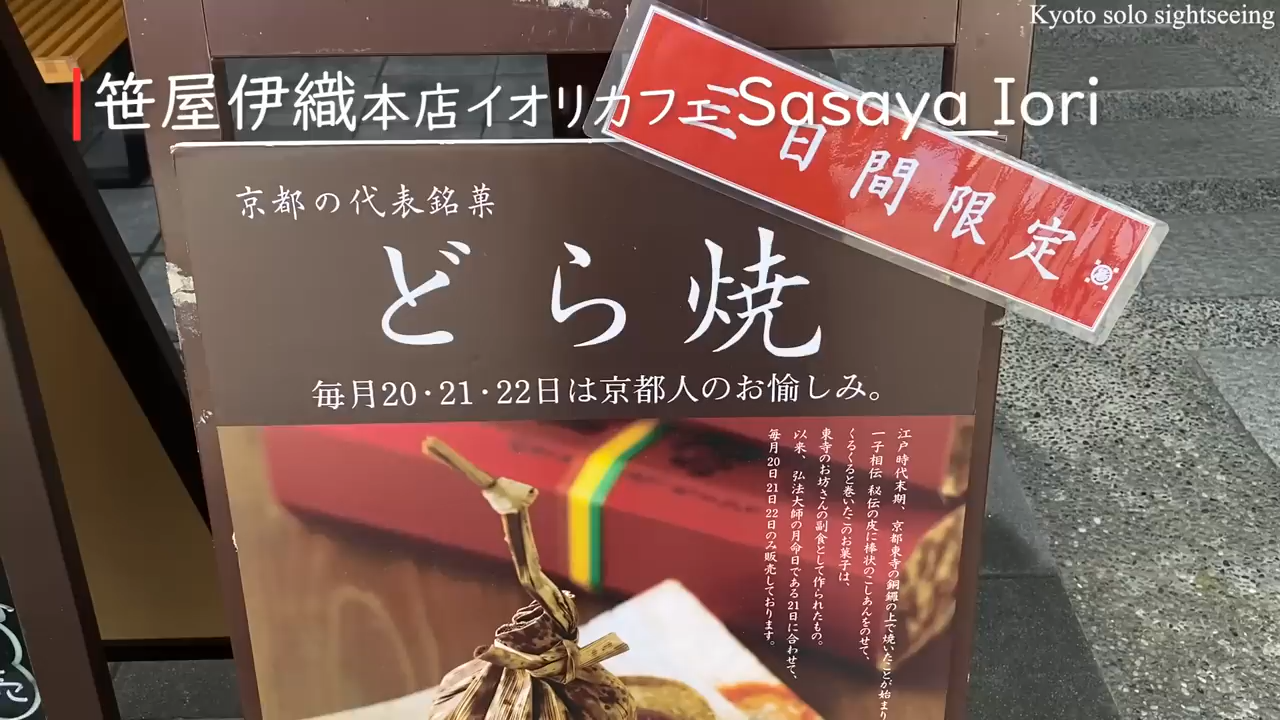 Kyoto solo sightseeing
笹屋伊織本店イオリカフェ Sasaya Iori
三日間限定
京都の代表銘菓
どら焼
毎月20・21・22日は京都人のお愉しみ。
江戸時代末期、京都東寺の銅鑼の上で焼いたことが始まり
一子相伝 秘伝の皮に棒状のこしあんをのせて、
くるくると巻いたこのお菓子は、
東寺のお坊さんの副食として作られたもの。
以来、弘法大師の月命日である21日に合わせて、
毎月20日21日22日のみ販売しております。